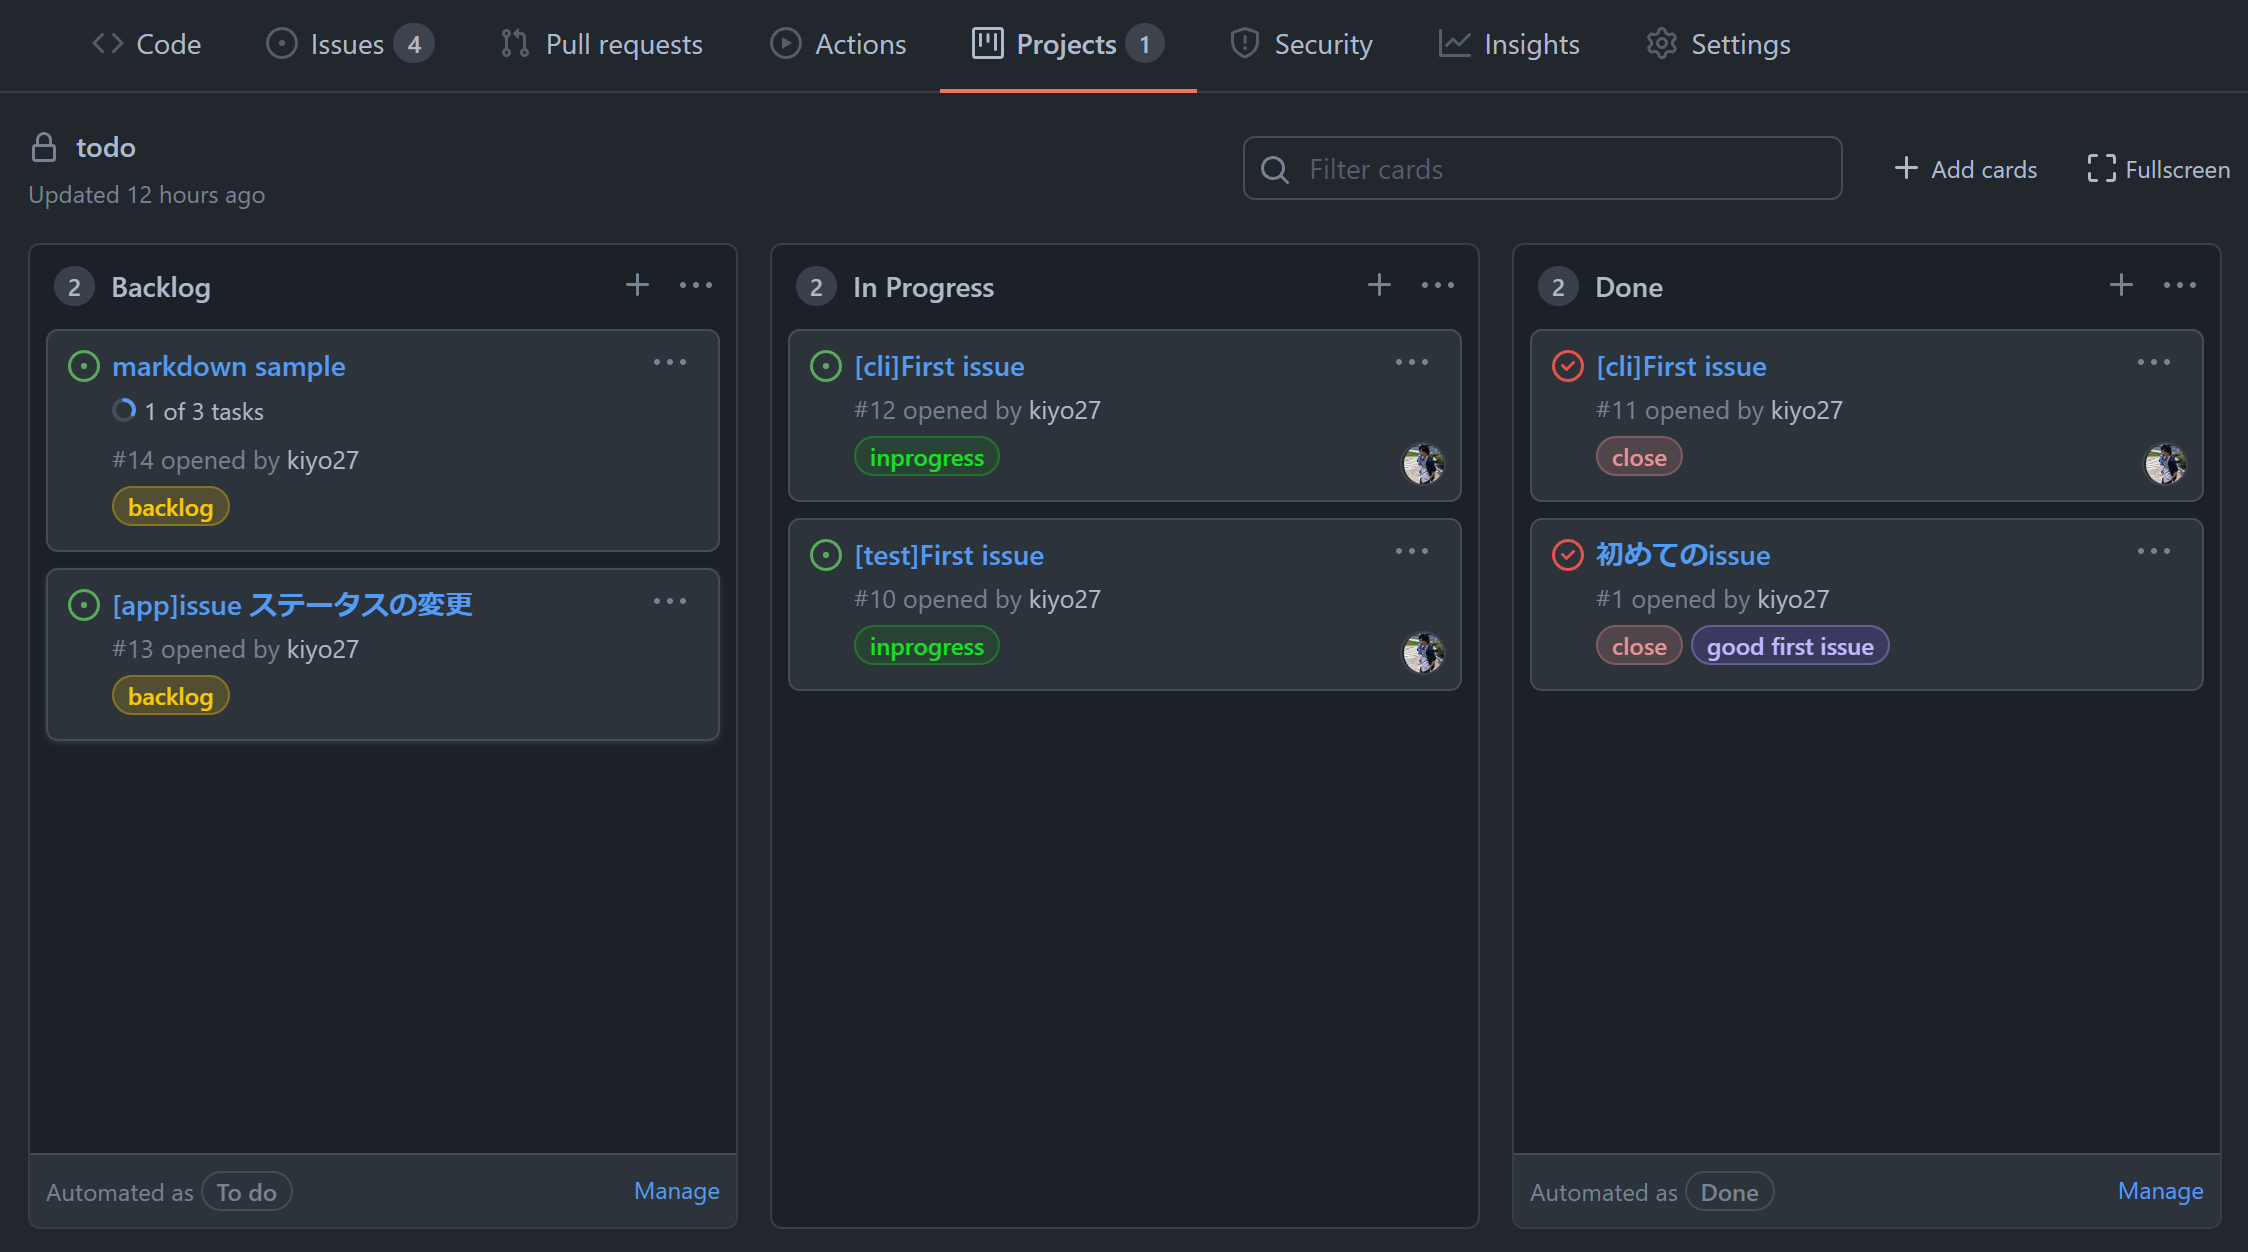 Code Issues 4 Pull requests Actions Projects 1 Security Insights Settings
todo
Updated 12 hours ago
Filter cards
Add cards
Fullscreen
2 Backlog
markdown sample
1 of 3 tasks
#14 opened by kiyo27
backlog
[app]issue ステータスの変更
#13 opened by kiyo27
backlog
Automated as To do Manage
2 In Progress
[cli]First issue
#12 opened by kiyo27
inprogress
[test]First issue
#10 opened by kiyo27
inprogress
2 Done
[cli]First issue
#11 opened by kiyo27
close
初めてのissue
#1 opened by kiyo27
close good first issue
Automated as Done Manage